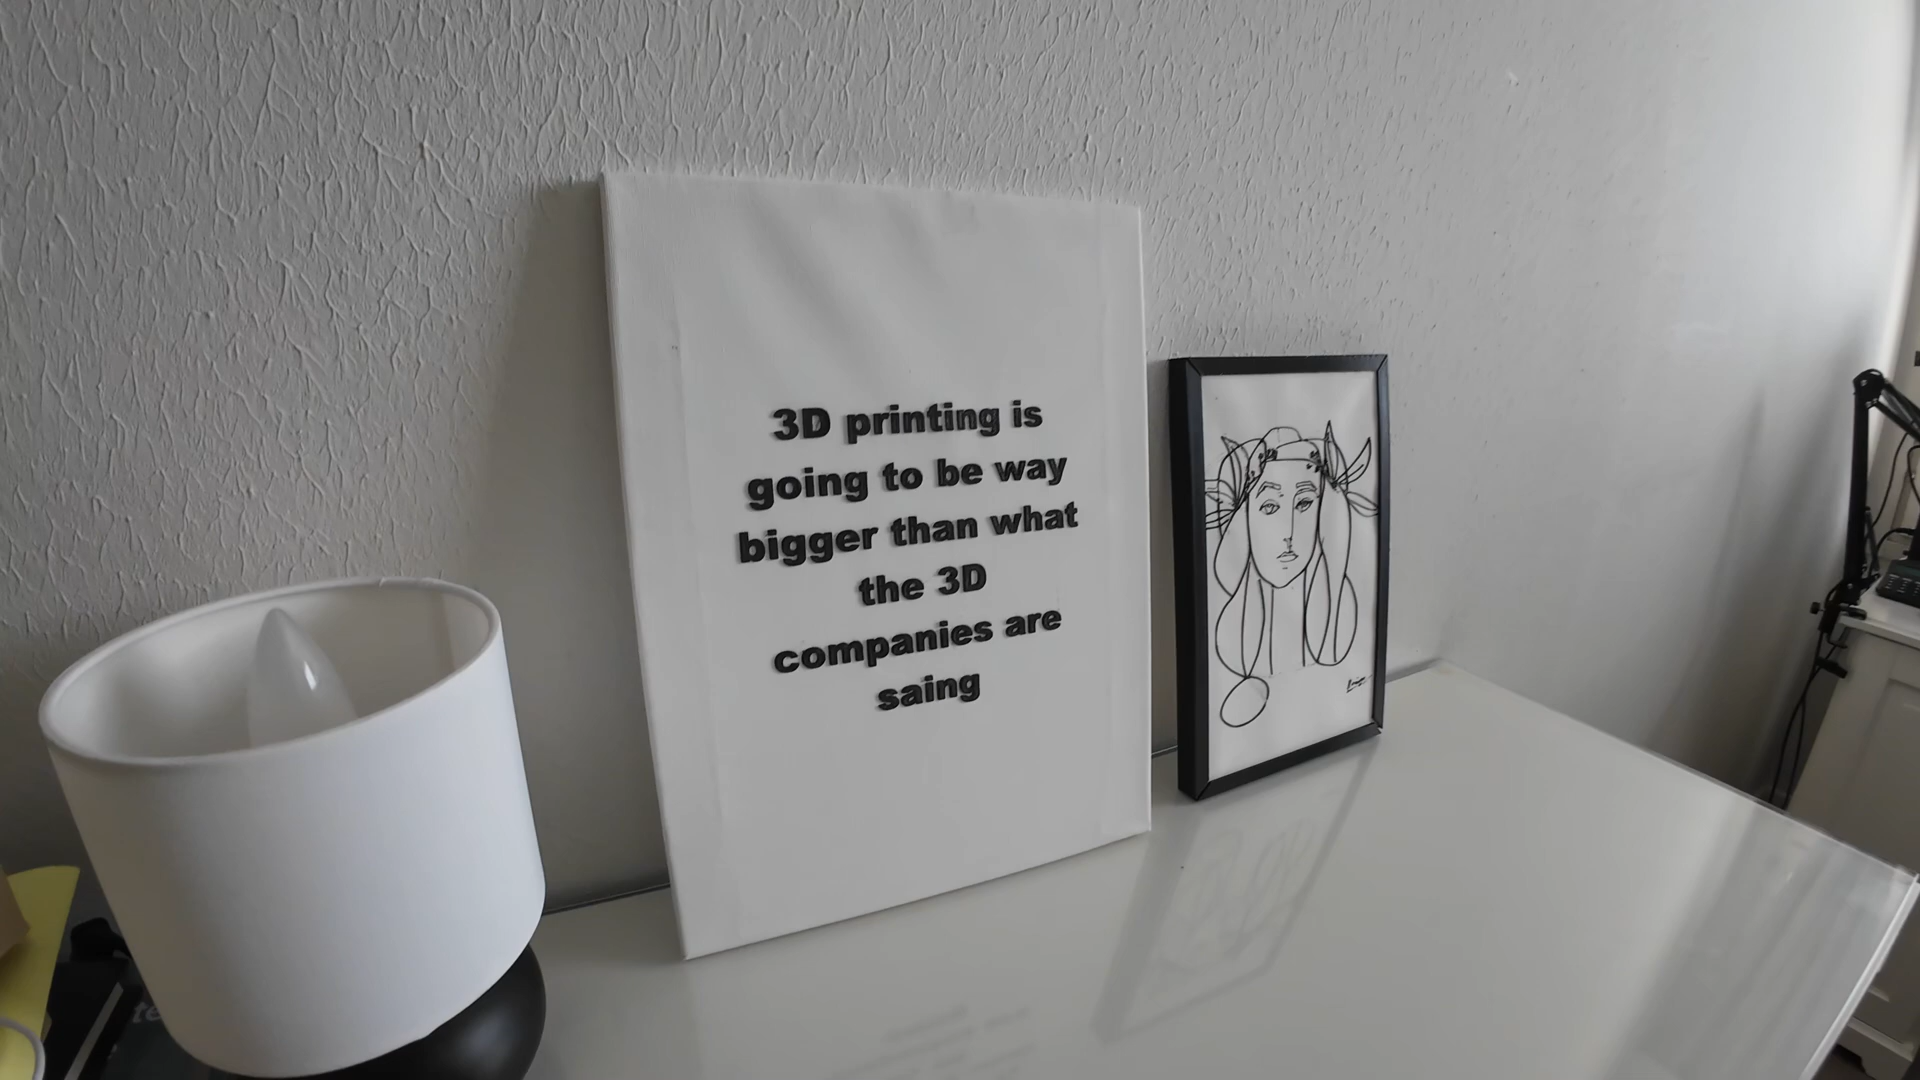 3D printing is
going to be way
bigger than what
the 3D
companies are
saing